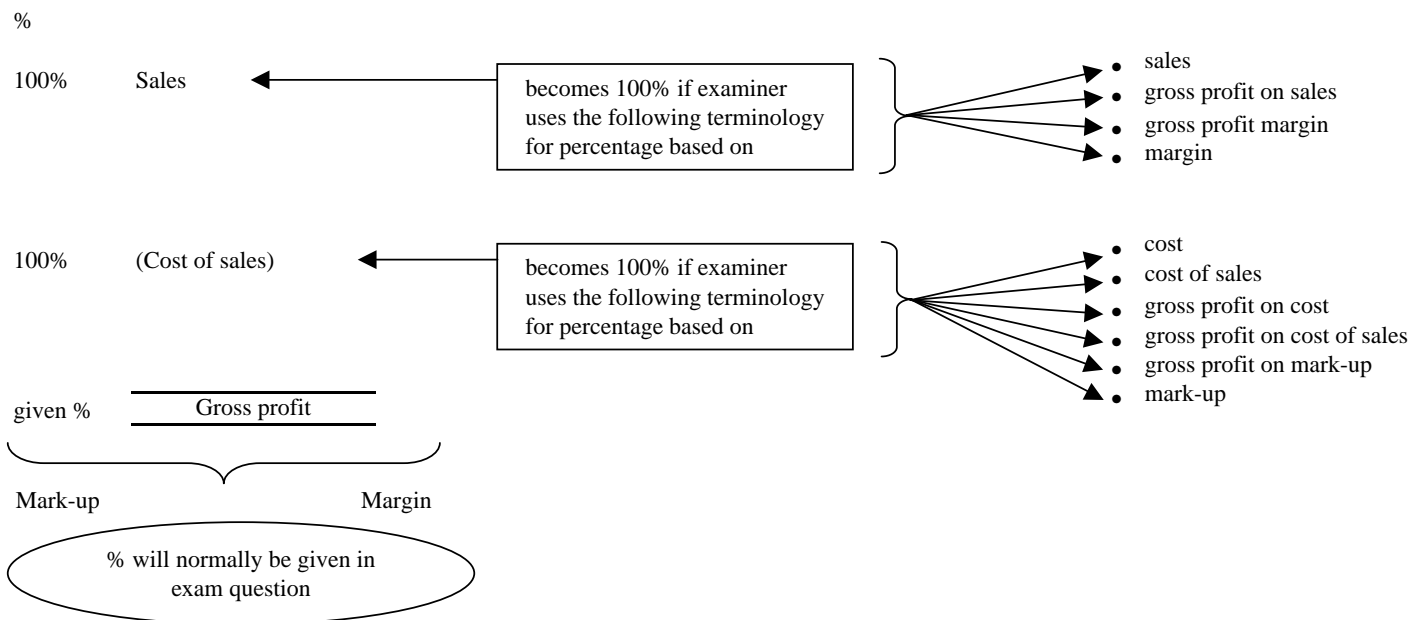 %
100%
Sales
becomes 100% if examiner
uses the following terminology
for percentage based on
• sales
• gross profit on sales
• gross profit margin
• margin
100%
(Cost of sales)
becomes 100% if examiner
uses the following terminology
for percentage based on
• cost
• cost of sales
• gross profit on cost
• gross profit on cost of sales
• gross profit on mark-up
• mark-up
given %
Gross profit
Mark-up
Margin
% will normally be given in
exam question